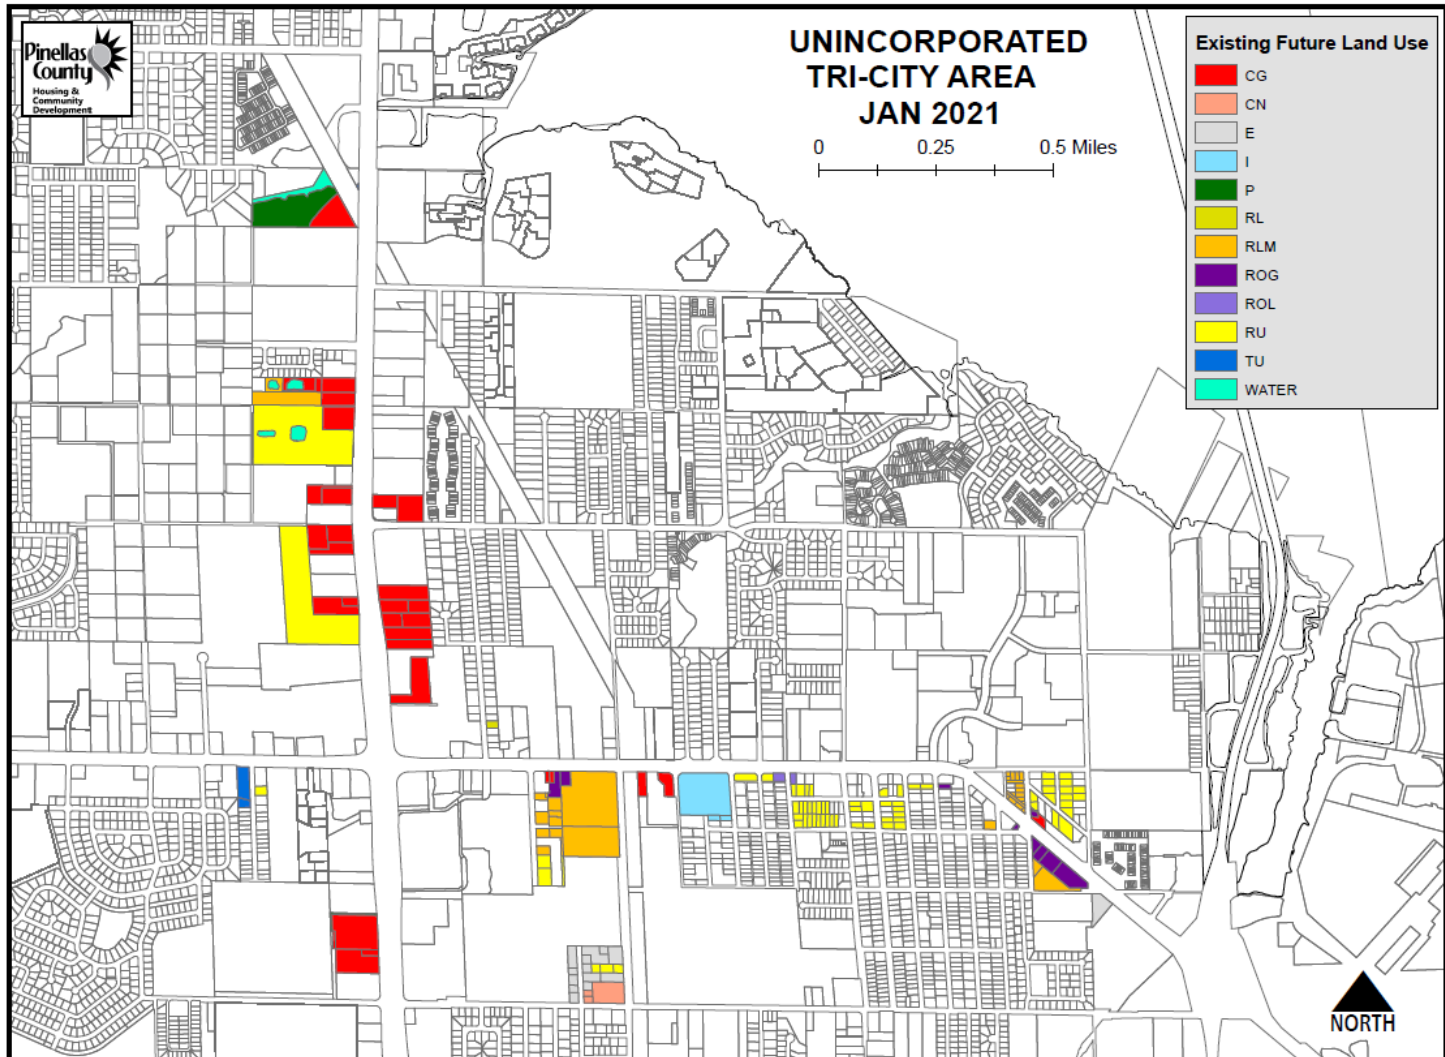 Pinellas
County
Housing &
Community
Development
UNINCORPORATED
TRI-CITY AREA
JAN 2021
0 0.25 0.5 Miles
Existing Future Land Use
CG
CN
E
I
P
RL
RLM
ROG
ROL
RU
TU
WATER
NORTH